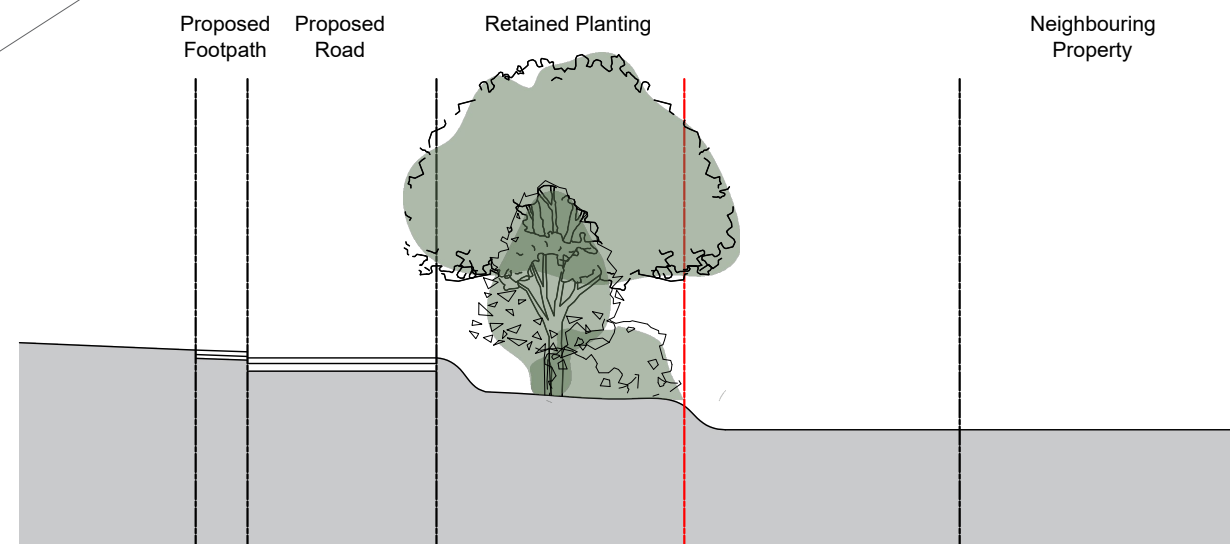 Proposed
Footpath
Proposed
Road
Retained Planting
Neighbouring
Property